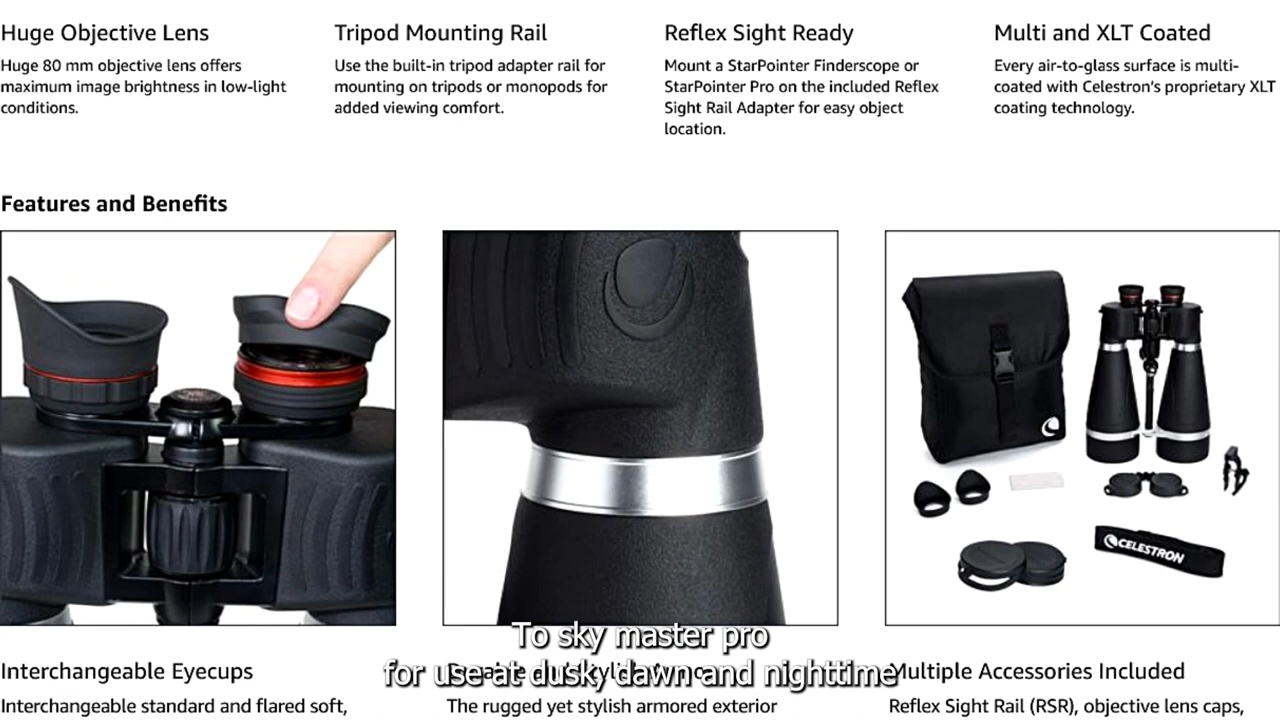 Huge Objective Lens
Huge 80 mm objective lens offers
maximum image brightness in low-light
conditions.
Tripod Mounting Rail
Use the built-in tripod adapter rail for
mounting on tripods or monopods for
added viewing comfort.
Reflex Sight Ready
Mount a StarPointer Finderscope or
StarPointer Pro on the included Reflex
Sight Rail Adapter for easy object
location.
Multi and XLT Coated
Every air-to-glass surface is multi-
coated with Celestron's proprietary XLT
coating technology.
Features and Benefits
CELESTRON
To sky master pro
for use at dusky dawn and nighttime
Interchangeable Eyecups
Interchangeable standard and flared soft,
The rugged yet stylish armored exterior
Multiple Accessories Included
Reflex Sight Rail (RSR), objective lens caps,